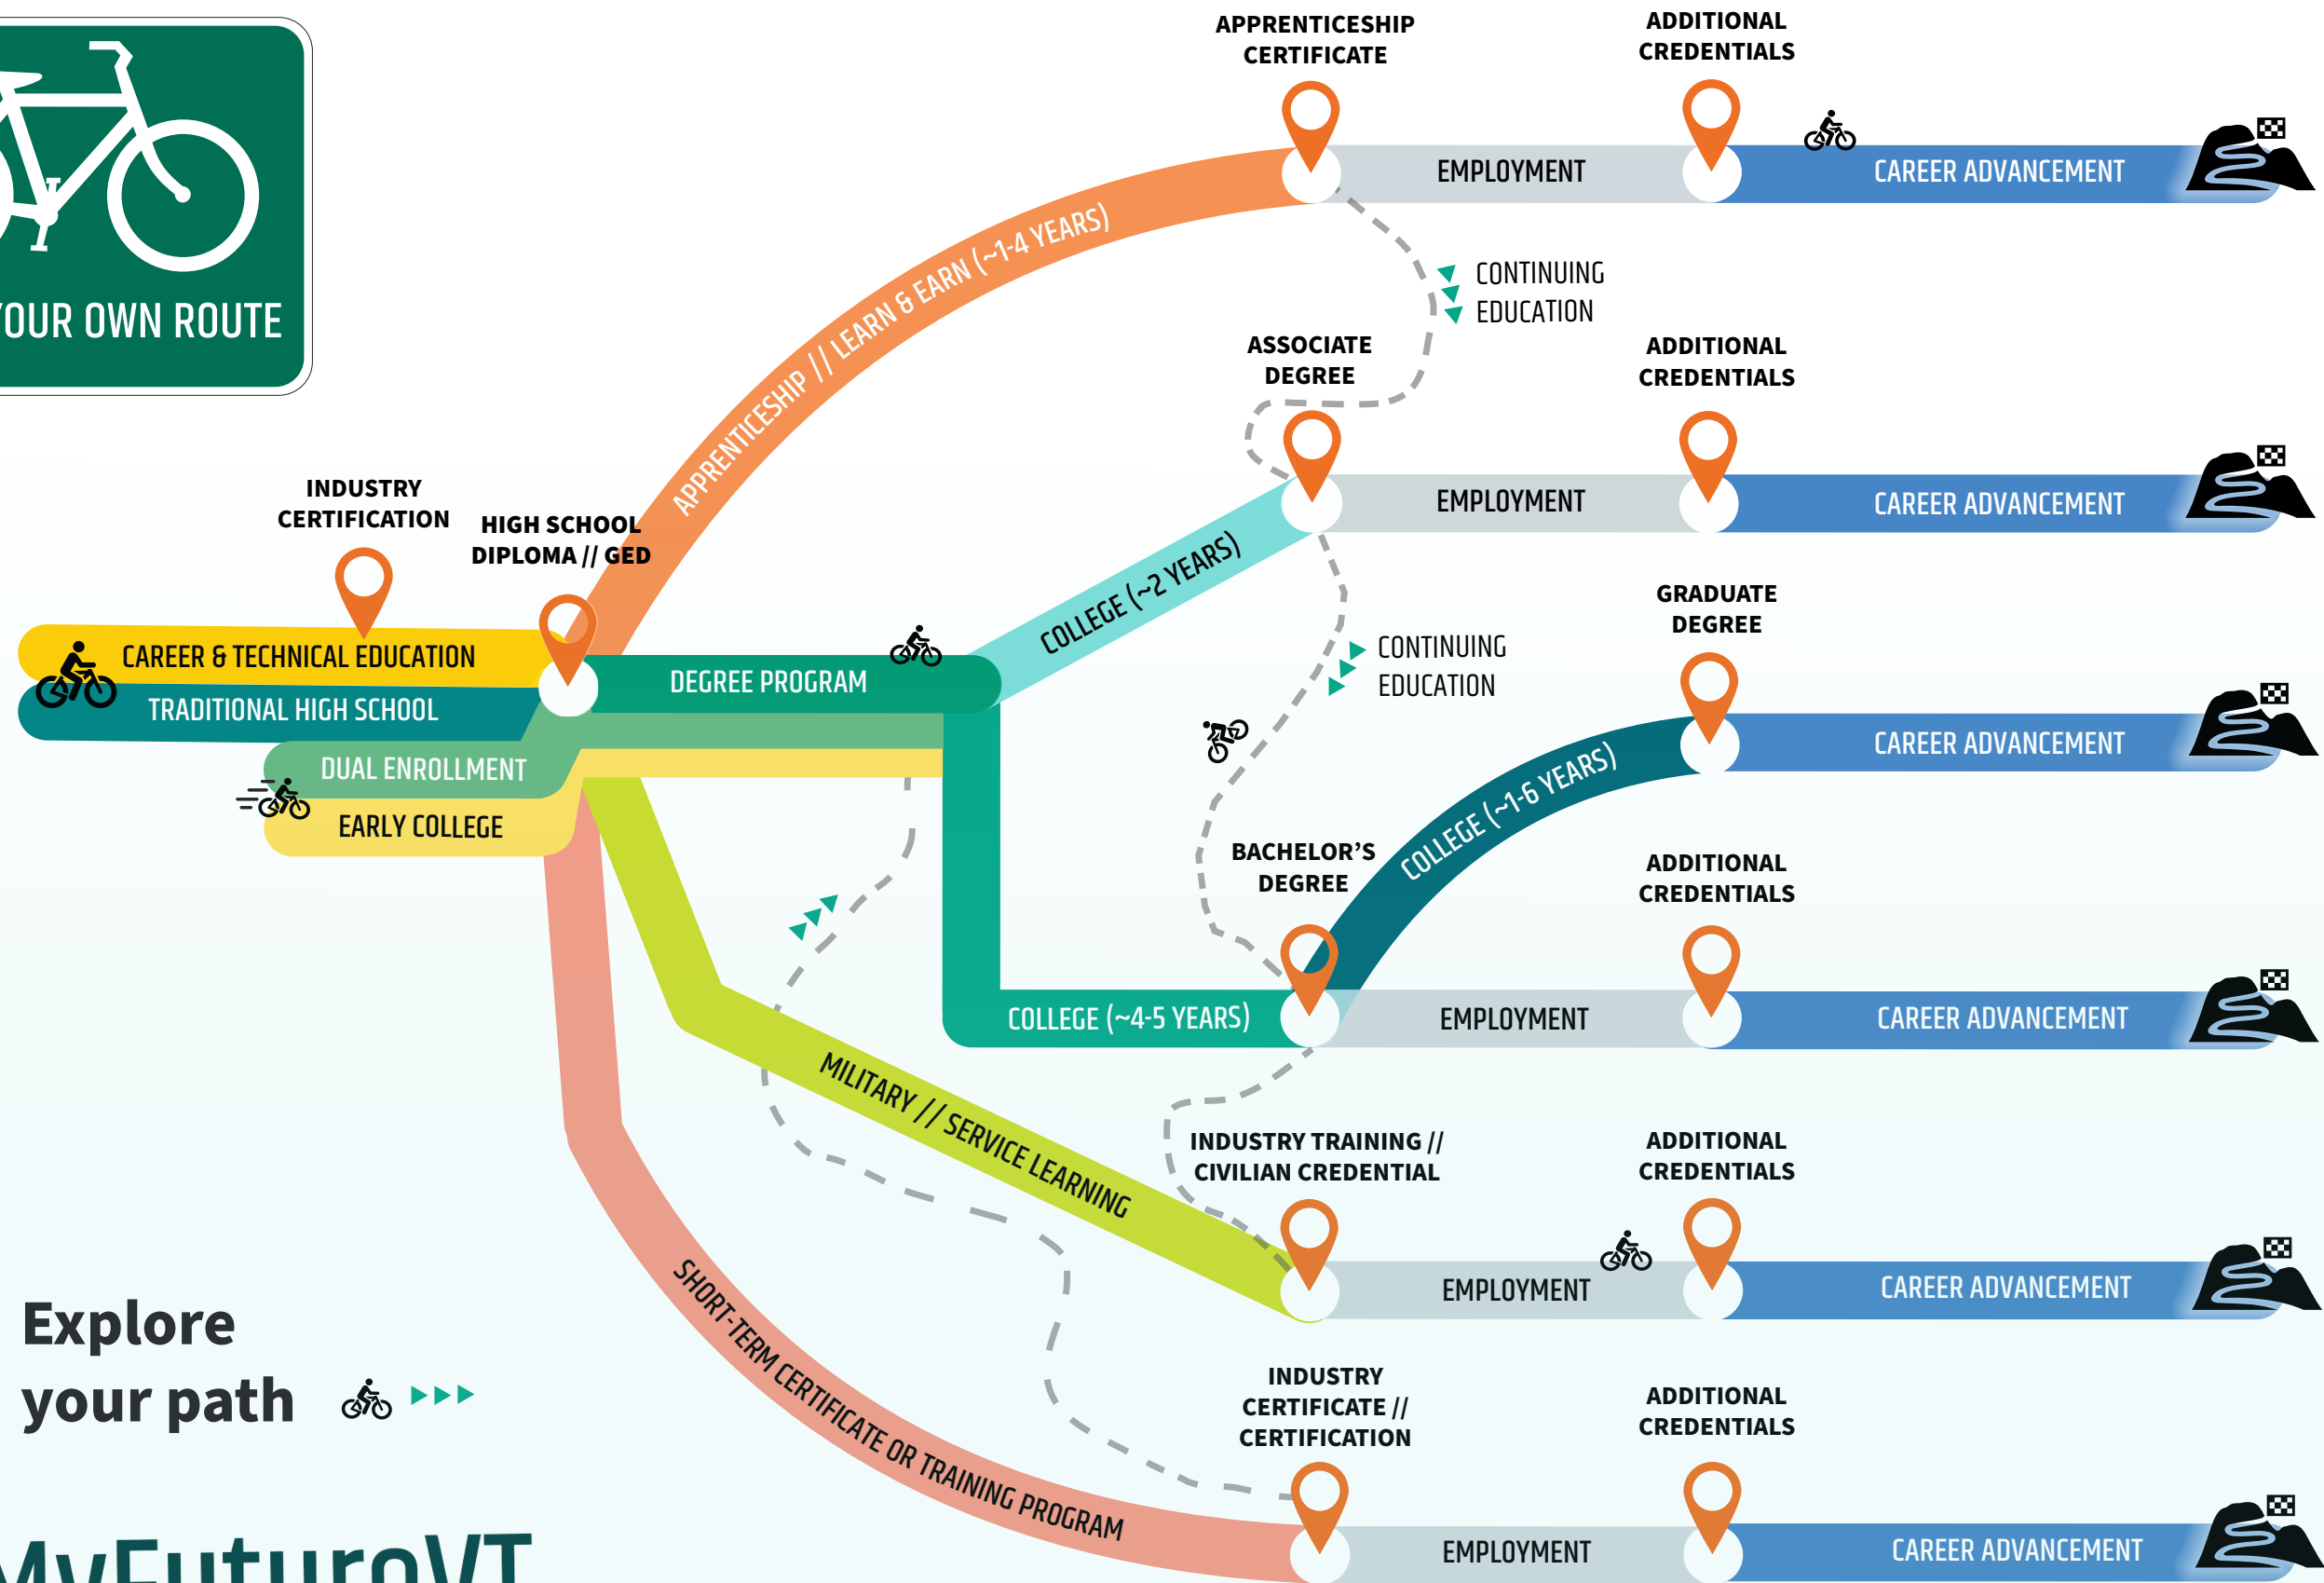 YOUR OWN ROUTE
APPRENTICESHIP
CERTIFICATE
ADDITIONAL
CREDENTIALS
EMPLOYMENT
CAREER ADVANCEMENT
APPRENTICESHIP // LEARN & EARN (~1-4 YEARS)
CONTINUING
EDUCATION
ASSOCIATE
DEGREE
ADDITIONAL
CREDENTIALS
EMPLOYMENT
CAREER ADVANCEMENT
INDUSTRY
CERTIFICATION
HIGH SCHOOL
DIPLOMA // GED
CAREER & TECHNICAL EDUCATION
TRADITIONAL HIGH SCHOOL
DUAL ENROLLMENT
EARLY COLLEGE
DEGREE PROGRAM
COLLEGE (~2 YEARS)
CONTINUING
EDUCATION
GRADUATE
DEGREE
CAREER ADVANCEMENT
COLLEGE (~1-6 YEARS)
BACHELOR'S
DEGREE
ADDITIONAL
CREDENTIALS
COLLEGE (~4-5 YEARS)
EMPLOYMENT
CAREER ADVANCEMENT
MILITARY // SERVICE LEARNING
INDUSTRY TRAINING //
CIVILIAN CREDENTIAL
ADDITIONAL
CREDENTIALS
EMPLOYMENT
CAREER ADVANCEMENT
SHORT-TERM CERTIFICATE OR TRAINING PROGRAM
INDUSTRY
CERTIFICATE //
CERTIFICATION
ADDITIONAL
CREDENTIALS
EMPLOYMENT
CAREER ADVANCEMENT
Explore
your path
MyFutureVT